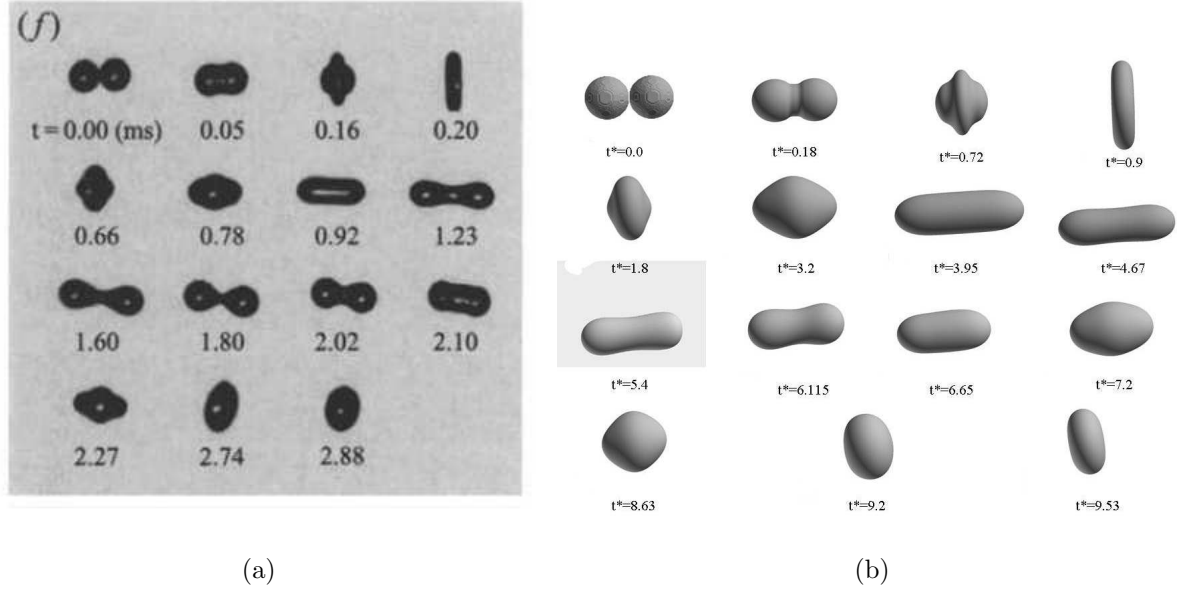 (f)
t = 0.00 (ms) 0.05 0.16 0.20
0.66 0.78 0.92 1.23
1.60 1.80 2.02 2.10
2.27 2.74 2.88
(a)
t*=0.0 t*=0.18 t*=0.72 t*=0.9
t*=1.8 t*=3.2 t*=3.95 t*=4.67
t*=5.4 t*=6.115 t*=6.65 t*=7.2
t*=8.63 t*=9.2 t*=9.53
(b)